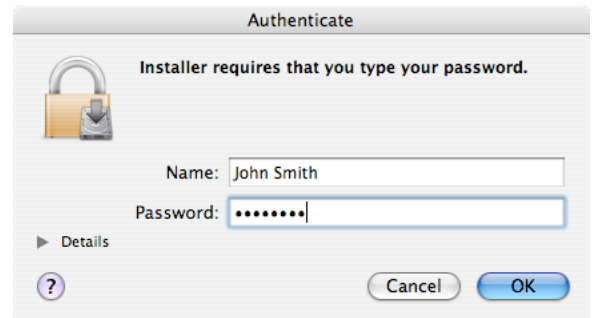 Authenticate
Installer requires that you type your password.
Name: John Smith
Password: ••••••••
Details
? Cancel OK